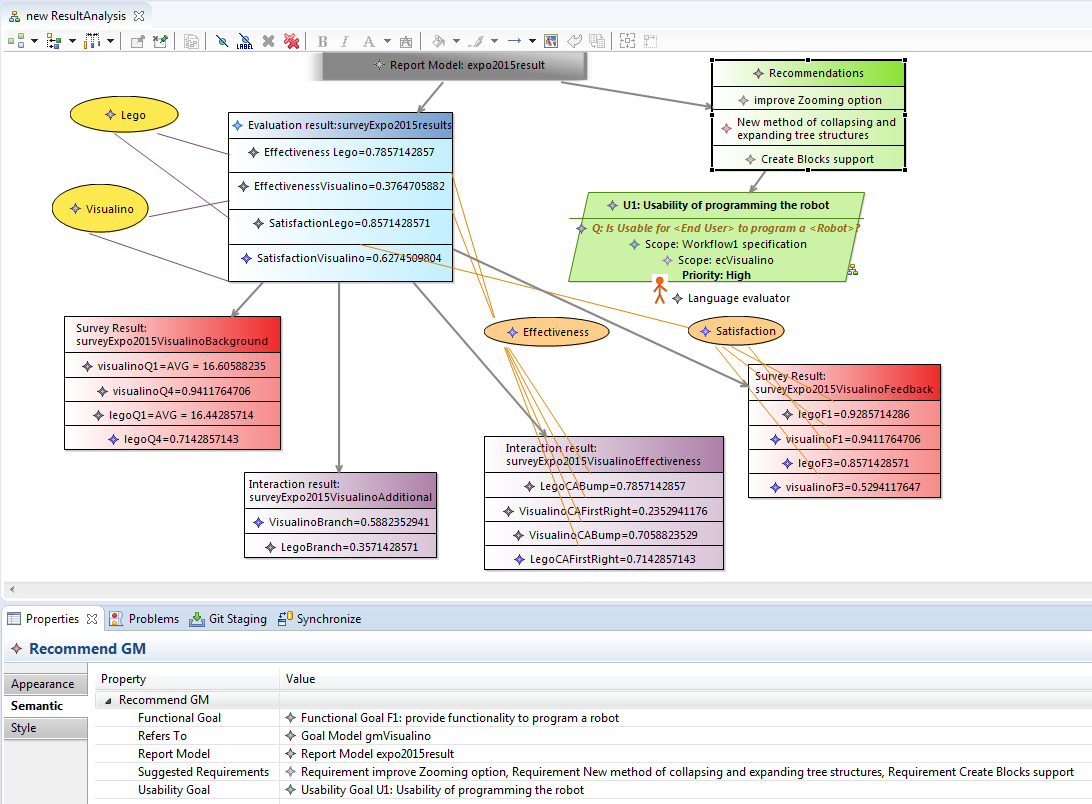 new ResultAnalysis
LABEL
B I A A
Report Model: expo2015result
Recommendations
improve Zooming option
New method of collapsing and
expanding tree structures
Create Blocks support
Lego
Visualino
Evaluation result:surveyExpo2015results
Effectiveness Lego=0.7857142857
EffectivenessVisualino=0.3764705882
SatisfactionLego=0.8571428571
SatisfactionVisualino=0.6274509804
U1: Usability of programming the robot
Q: Is Usable for <End User> to program a <Robot>?
Scope: Workflow1 specification
Scope: ecVisualino
Priority: High
Language evaluator
Effectiveness
Satisfaction
Survey Result:
surveyExpo2015VisualinoBackground
visualinoQ1=AVG = 16.60588235
visualinoQ4=0.9411764706
legoQ1=AVG = 16.44285714
legoQ4=0.7142857143
Survey Result:
surveyExpo2015VisualinoFeedback
legoF1=0.9285714286
visualinoF1=0.9411764706
legoF3=0.8571428571
visualinoF3=0.5294117647
Interaction result:
surveyExpo2015VisualinoAdditional
VisualinoBranch=0.5882352941
LegoBranch=0.3571428571
Interaction result:
surveyExpo2015VisualinoEffectiveness
LegoCABump=0.7857142857
VisualinoCAFirstRight=0.2352941176
VisualinoCABump=0.7058823529
LegoCAFirstRight=0.7142857143
Properties Problems Git Staging Synchronize
Recommend GM
Appearance
Semantic
Style
Property Value
Recommend GM
Functional Goal Functional Goal F1: provide functionality to program a robot
Refers To Goal Model gmVisualino
Report Model Report Model expo2015result
Suggested Requirements Requirement improve Zooming option, Requirement New method of collapsing and expanding tree structures, Requirement Create Blocks support
Usability Goal Usability Goal U1: Usability of programming the robot